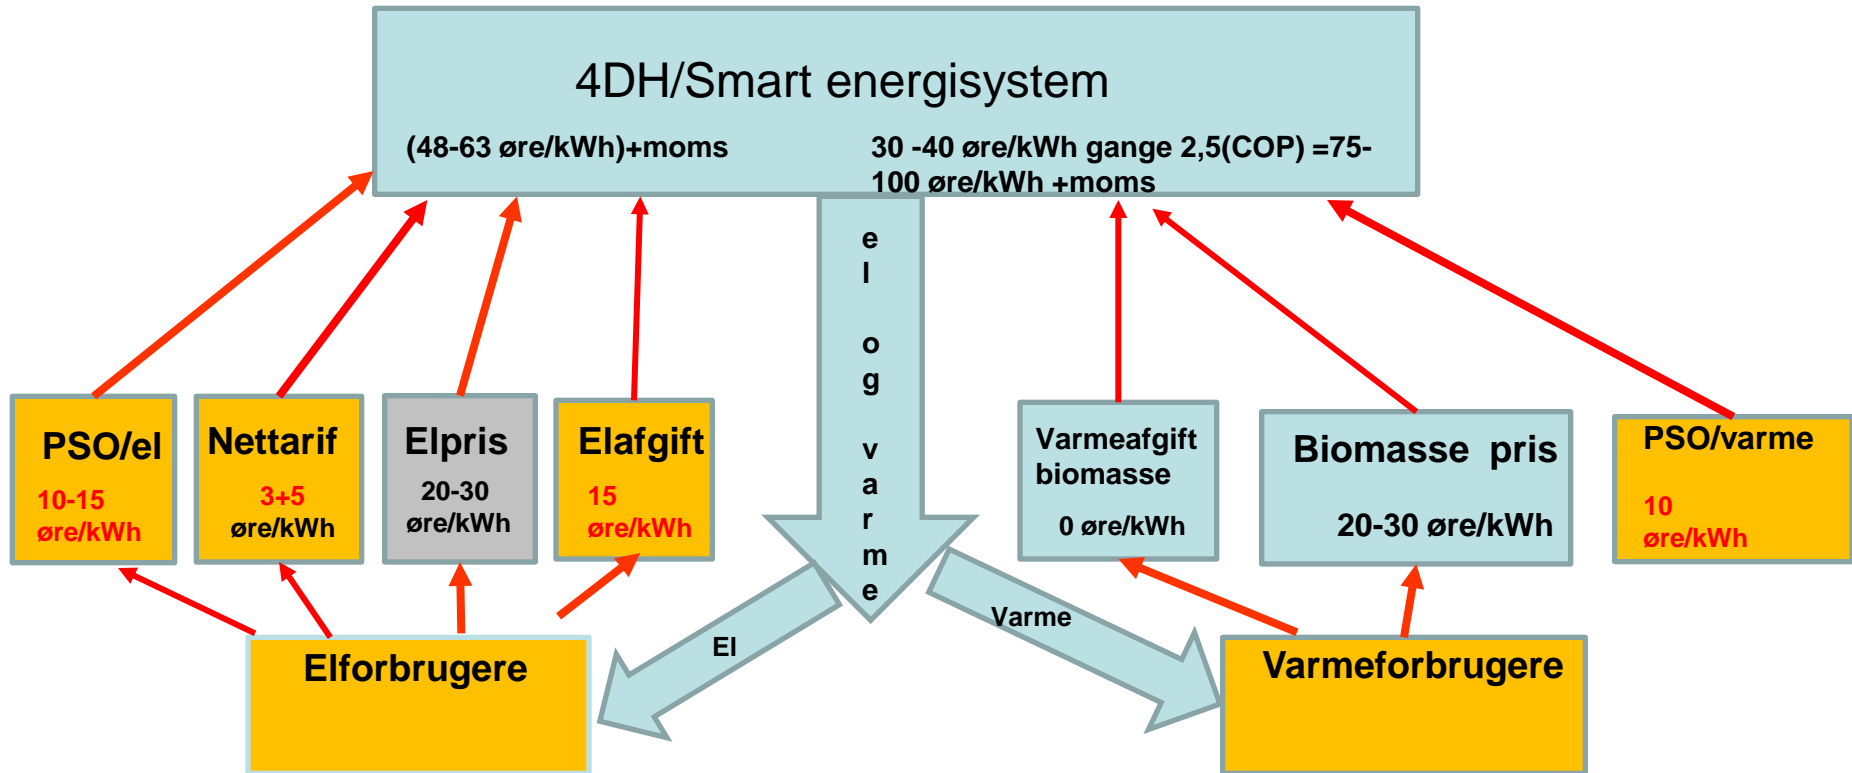 4DH/Smart energisystem
(48-63 øre/kWh)+moms
30 -40 øre/kWh gange 2,5(COP) =75-
100 øre/kWh +moms
el og varme
PSO/el
10-15
øre/kWh
Nettarif
3+5
øre/kWh
Elpris
20-30
øre/kWh
Elafgift
15
øre/kWh
Varmeafgift
biomasse
0 øre/kWh
Biomasse pris
20-30 øre/kWh
PSO/varme
10
øre/kWh
El
Varme
Elforbrugere
Varmeforbrugere